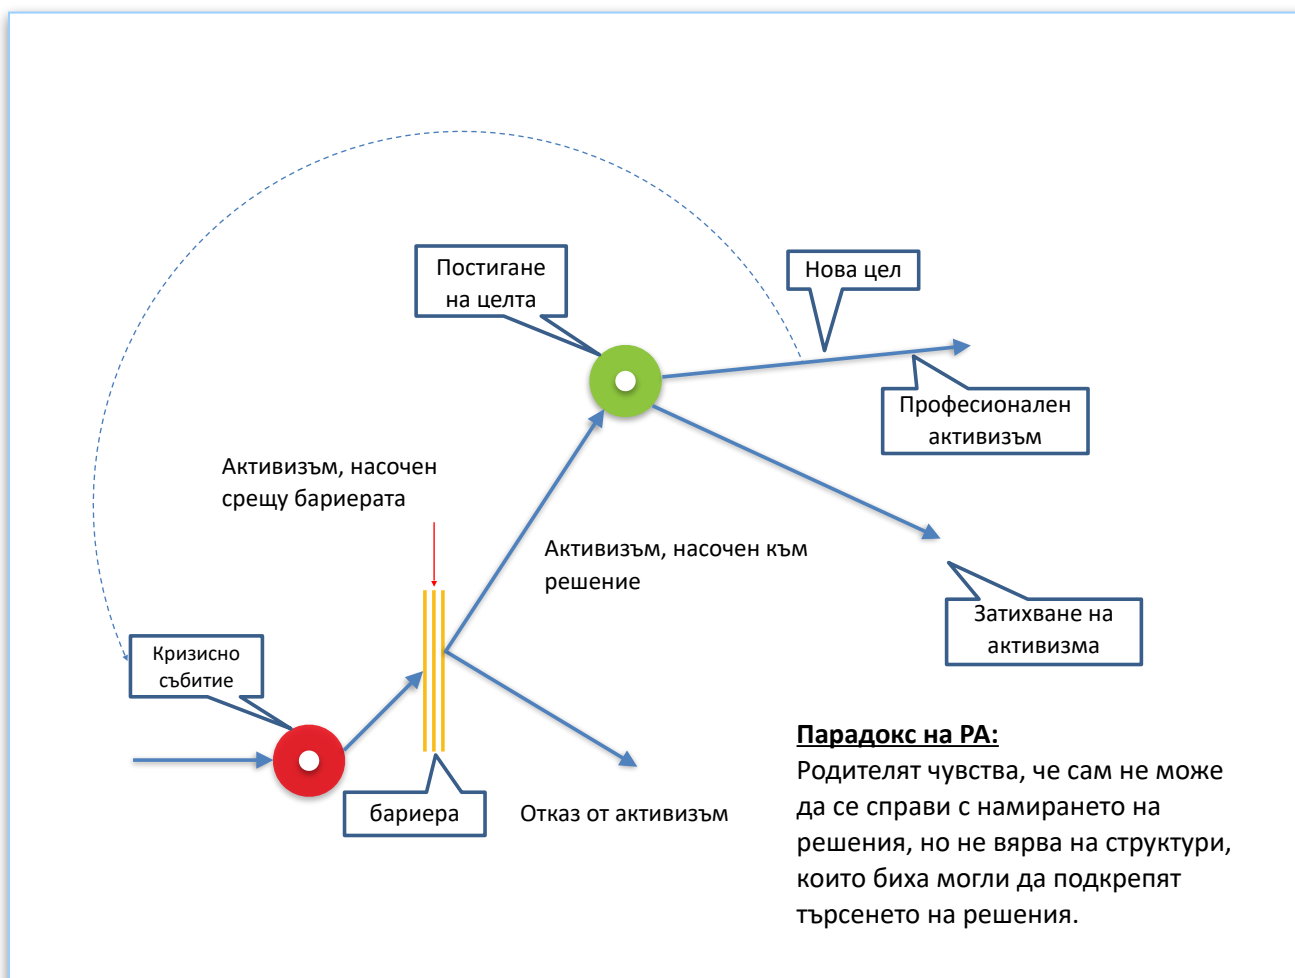 Постигане
на целта
Нова цел
Професионален
активизъм
Активизъм, насочен
срещу бариерата
Активизъм, насочен към
решение
Затихване на
активизма
Кризисно
събитие
бариера
Отказ от активизъм
Парадокс на РА:
Родителят чувства, че сам не може
да се справи с намирането на
решения, но не вярва на структури,
които биха могли да подкрепят
търсенето на решения.